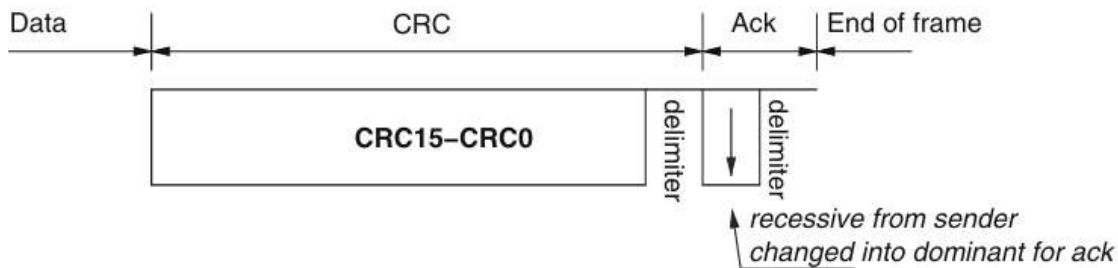 Data CRC Ack End of frame
CRC15–CRC0
delimiter
delimiter
recessive from sender
changed into dominant for ack